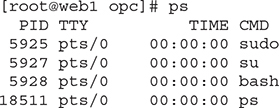 [root@web1 opc]# ps
  PID TTY          TIME CMD
 5925 pts/0    00:00:00 sudo
 5927 pts/0    00:00:00 su
 5928 pts/0    00:00:00 bash
18511 pts/0    00:00:00 ps